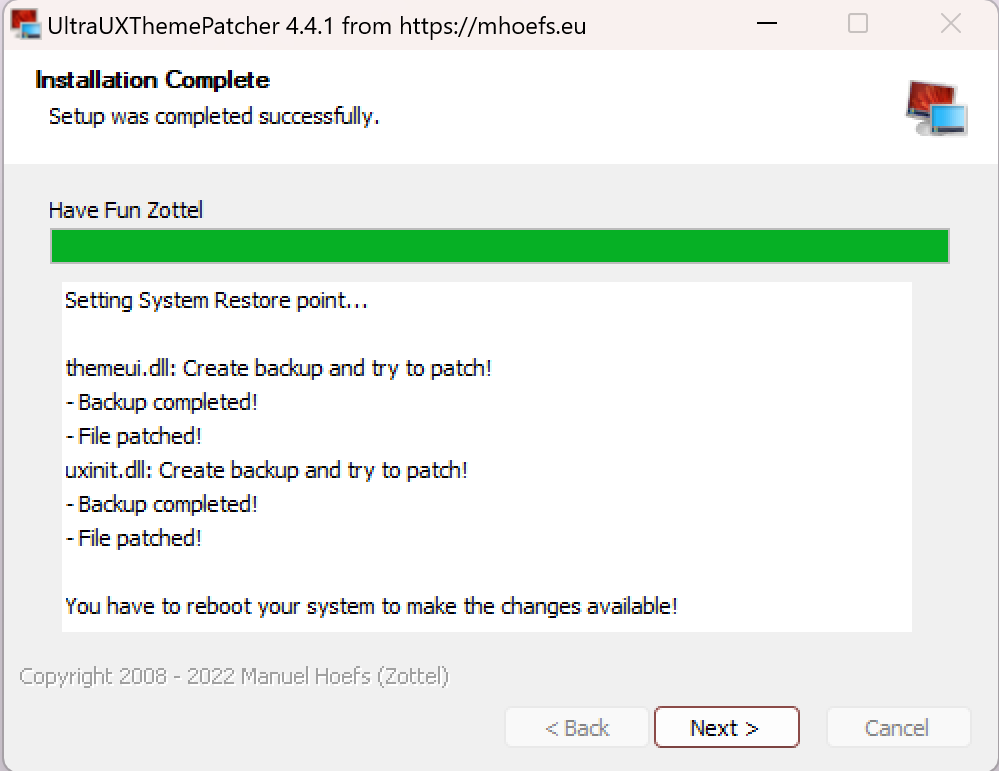 UltraUXThemePatcher 4.4.1 from https://mhoefs.eu
Installation Complete
Setup was completed successfully.
Have Fun Zottel
Setting System Restore point...
themeui.dll: Create backup and try to patch!
- Backup completed!
- File patched!
uxinit.dll: Create backup and try to patch!
- Backup completed!
- File patched!
You have to reboot your system to make the changes available!
Copyright 2008 - 2022 Manuel Hoefs (Zottel)
< Back
Next >
Cancel